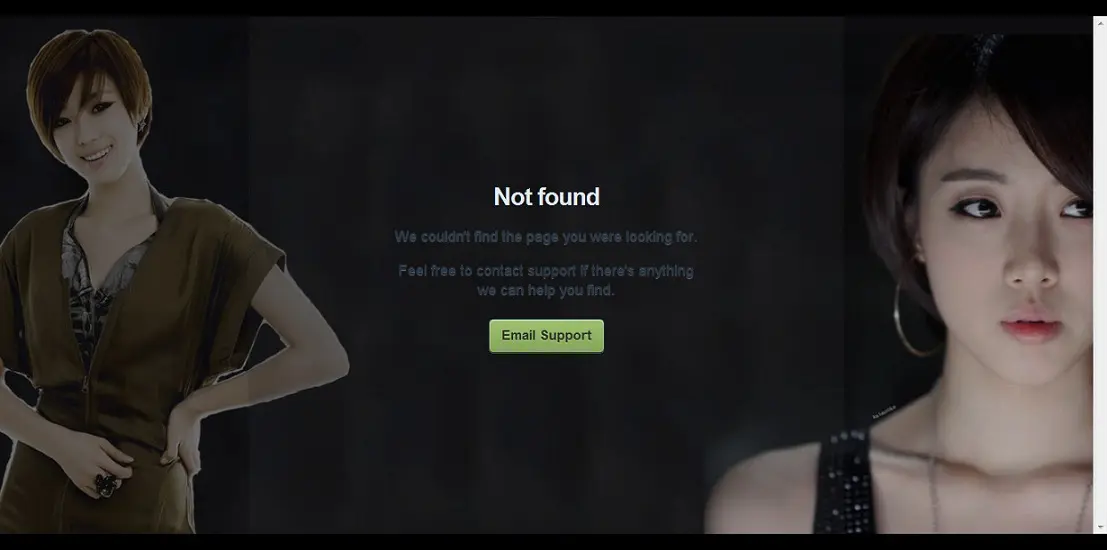 Not found
We couldn't find the page you were looking for.
Feel free to contact support if there's anything
we can help you find.
Email Support